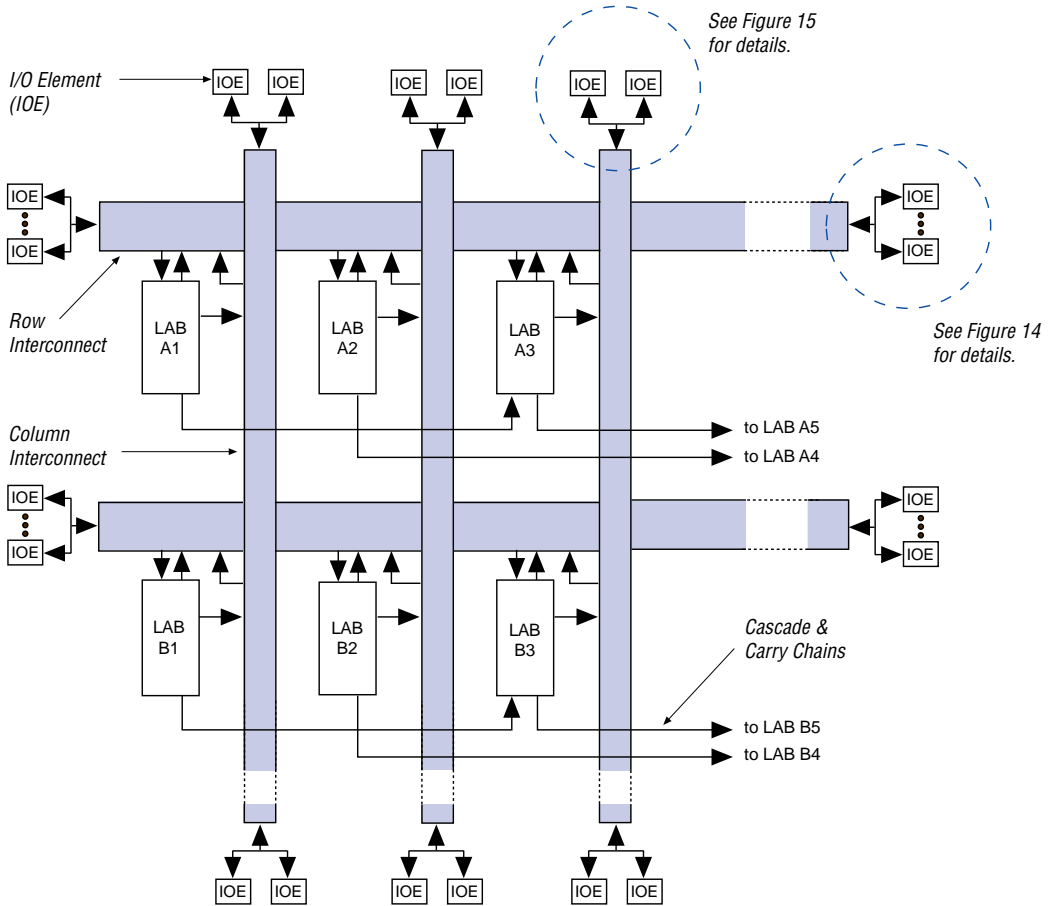 See Figure 15
for details.
I/O Element
(IOE)
IOE IOE IOE IOE IOE IOE
IOE IOE
IOE IOE
Row
Interconnect
LAB
A1
LAB
A2
LAB
A3
See Figure 14
for details.
Column
Interconnect
to LAB A5
to LAB A4
IOE IOE
IOE IOE
LAB
B1
LAB
B2
LAB
B3
Cascade &
Carry Chains
to LAB B5
to LAB B4
IOE IOE IOE IOE IOE IOE